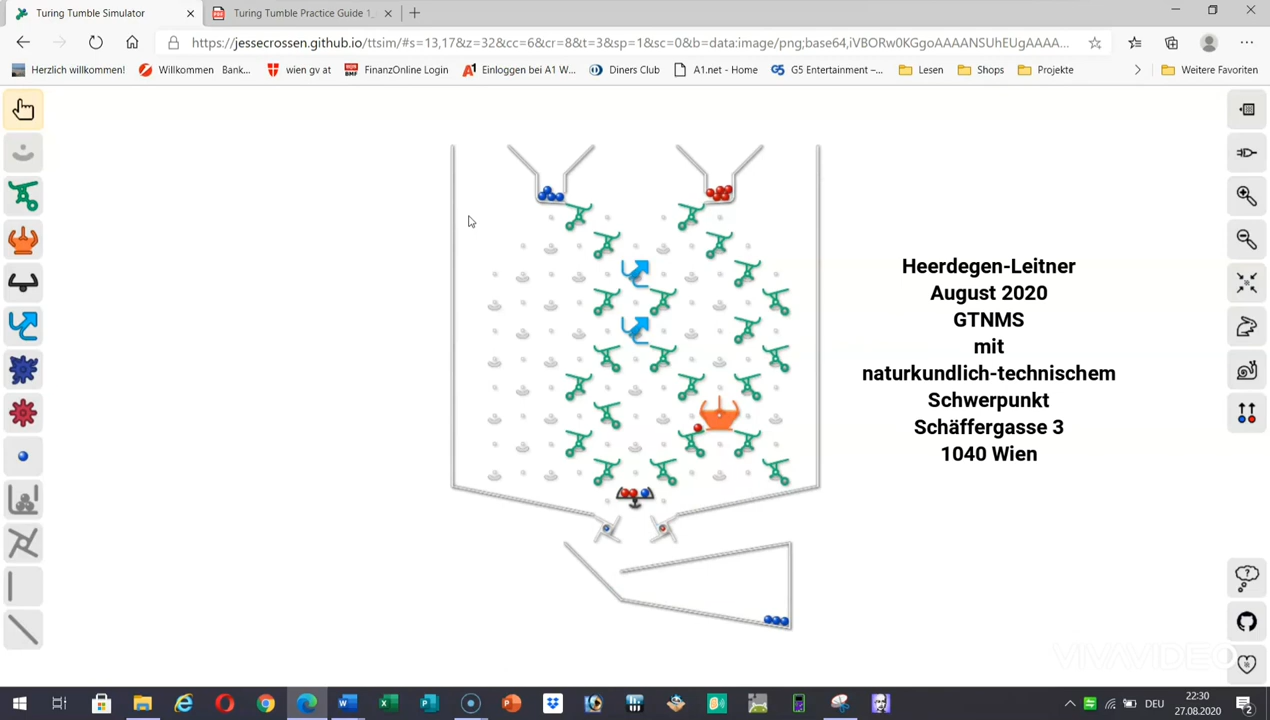 Turing Tumble Simulator
Turing Tumble Practice Guide 1_
https://jessecrossen.github.io/ttsim/#s=13,17&z=32&cc=6&cr=8&t=3&sp=1&sc=0&b=data:image/png;base64,iVBORw0KGgoAAAANSUhEUgAAAA...
Herzlich willkommen!
Willkommen Bank...
wien gv at
FinanzOnline Login
Einloggen bei A1 W...
Diners Club
A1.net - Home
G5 Entertainment –...
Lesen
Shops
Projekte
Weitere Favoriten
Heerdegen-Leitner
August 2020
GTNMS
mit
naturkundlich-technischem
Schwerpunkt
Schäffergasse 3
1040 Wien
VIVAVIDEO
DEU
22:30
27.08.2020
2